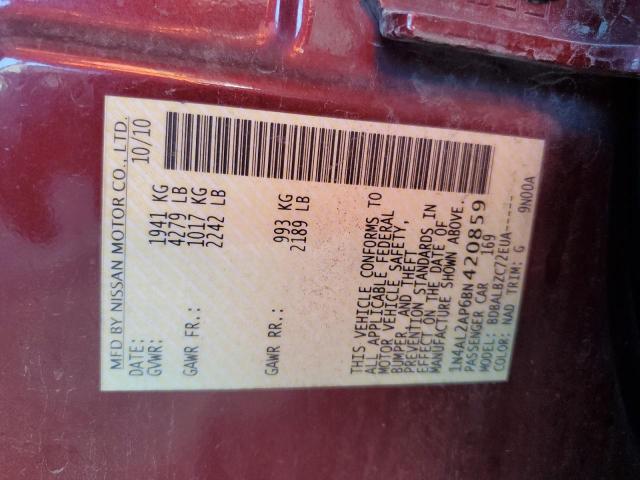 MFD BY NISSAN MOTOR CO., LTD.
DATE: 10/10
GVWR: 1941 KG
4279 LB
GAWR FR.: 1017 KG
2242 LB
GAWR RR.: 993 KG
2189 LB
THIS VEHICLE CONFORMS TO
ALL APPLICABLE FEDERAL
MOTOR VEHICLE SAFETY,
BUMPER, AND THEFT
PREVENTION STANDARDS IN
EFFECT ON THE DATE OF
MANUFACTURE SHOWN ABOVE.
1N4AL2AP6BN420859
PASSENGER CAR 169
MODEL: BDBALBZC72EUA-----
COLOR: NAD TRIM: G 9N00A